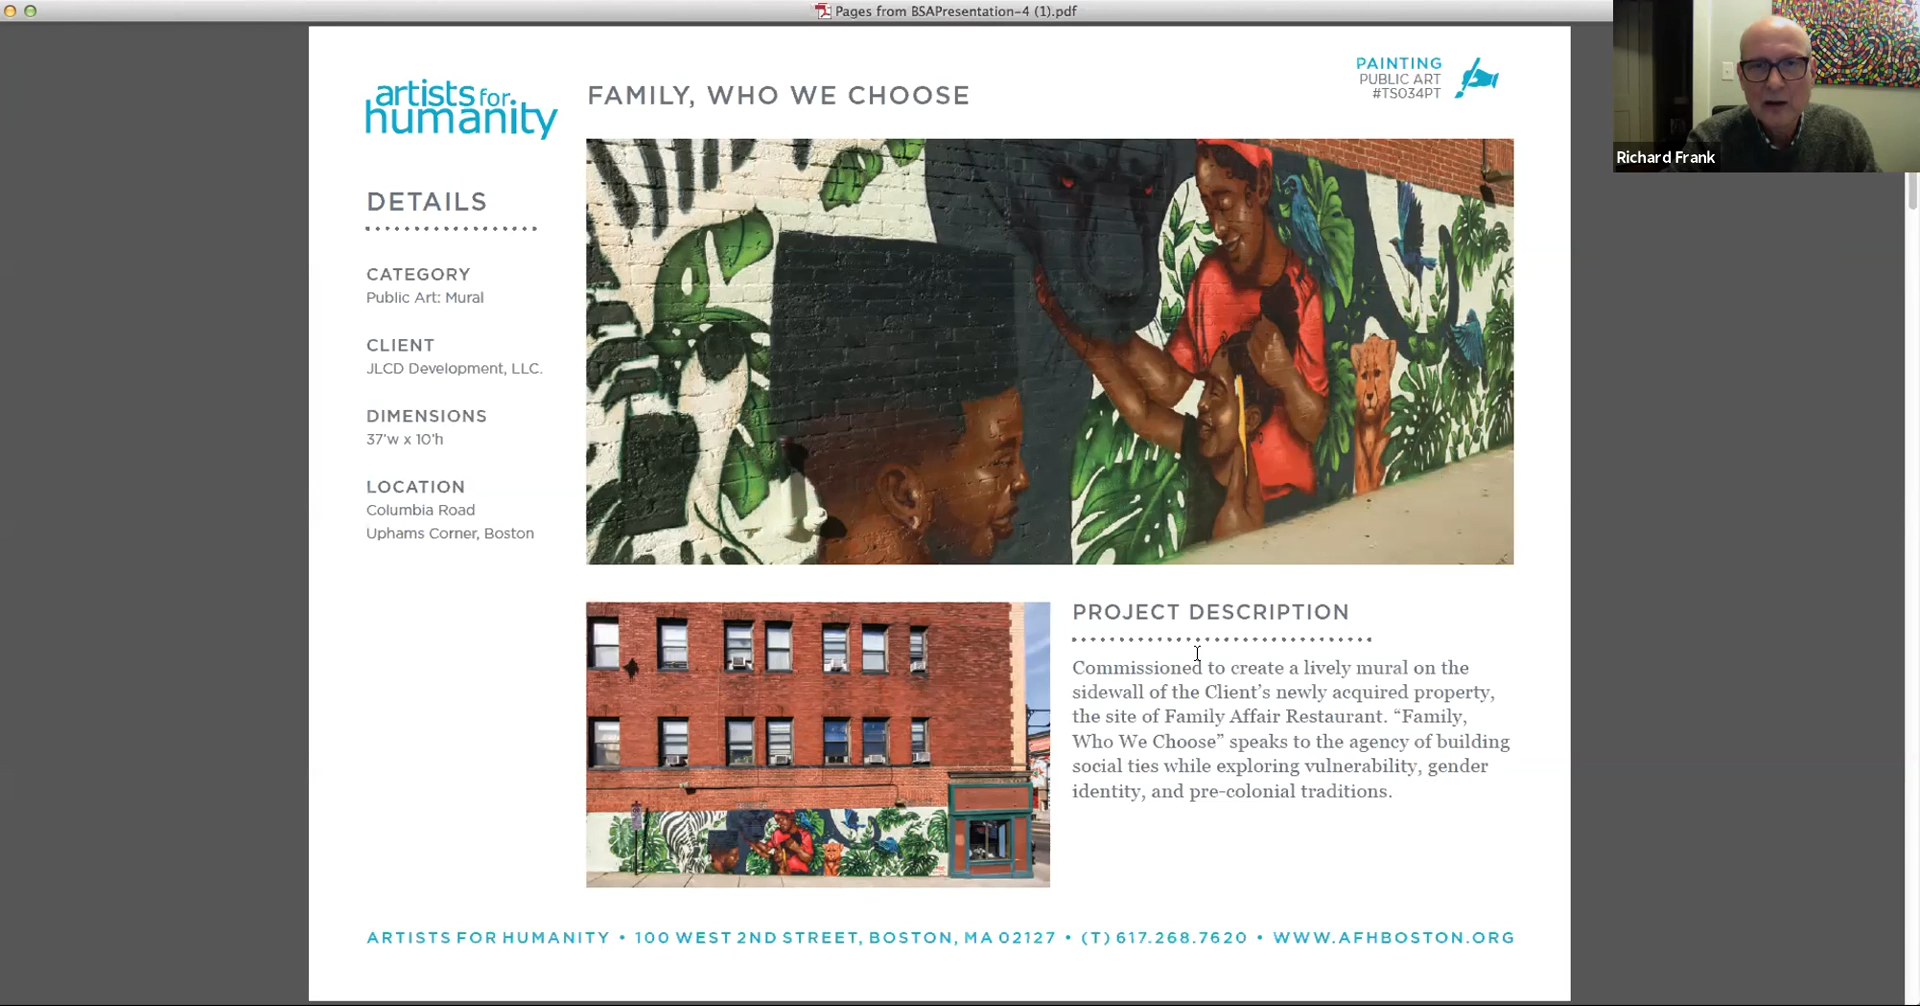 Pages from BSAPresentation-4 (1).pdf
artists for
humanity
FAMILY, WHO WE CHOOSE
PAINTING
PUBLIC ART
#TS034PT
Richard Frank
DETAILS
CATEGORY
Public Art: Mural
CLIENT
JLCD Development, LLC.
DIMENSIONS
37'w x 10'h
LOCATION
Columbia Road
Uphams Corner, Boston
PROJECT DESCRIPTION
Commissioned to create a lively mural on the
sidewall of the Client’s newly acquired property,
the site of Family Affair Restaurant. “Family,
Who We Choose” speaks to the agency of building
social ties while exploring vulnerability, gender
identity, and pre-colonial traditions.
ARTISTS FOR HUMANITY • 100 WEST 2ND STREET, BOSTON, MA 02127 • (T) 617.268.7620 • WWW.AFHBOSTON.ORG